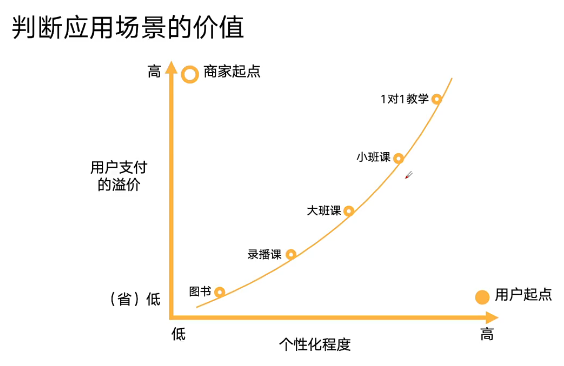 判断应用场景的价值
高
商家起点
1对1教学
小班课
用户支付
的溢价
大班课
录播课
图书
（省）低
用户起点
低
高
个性化程度